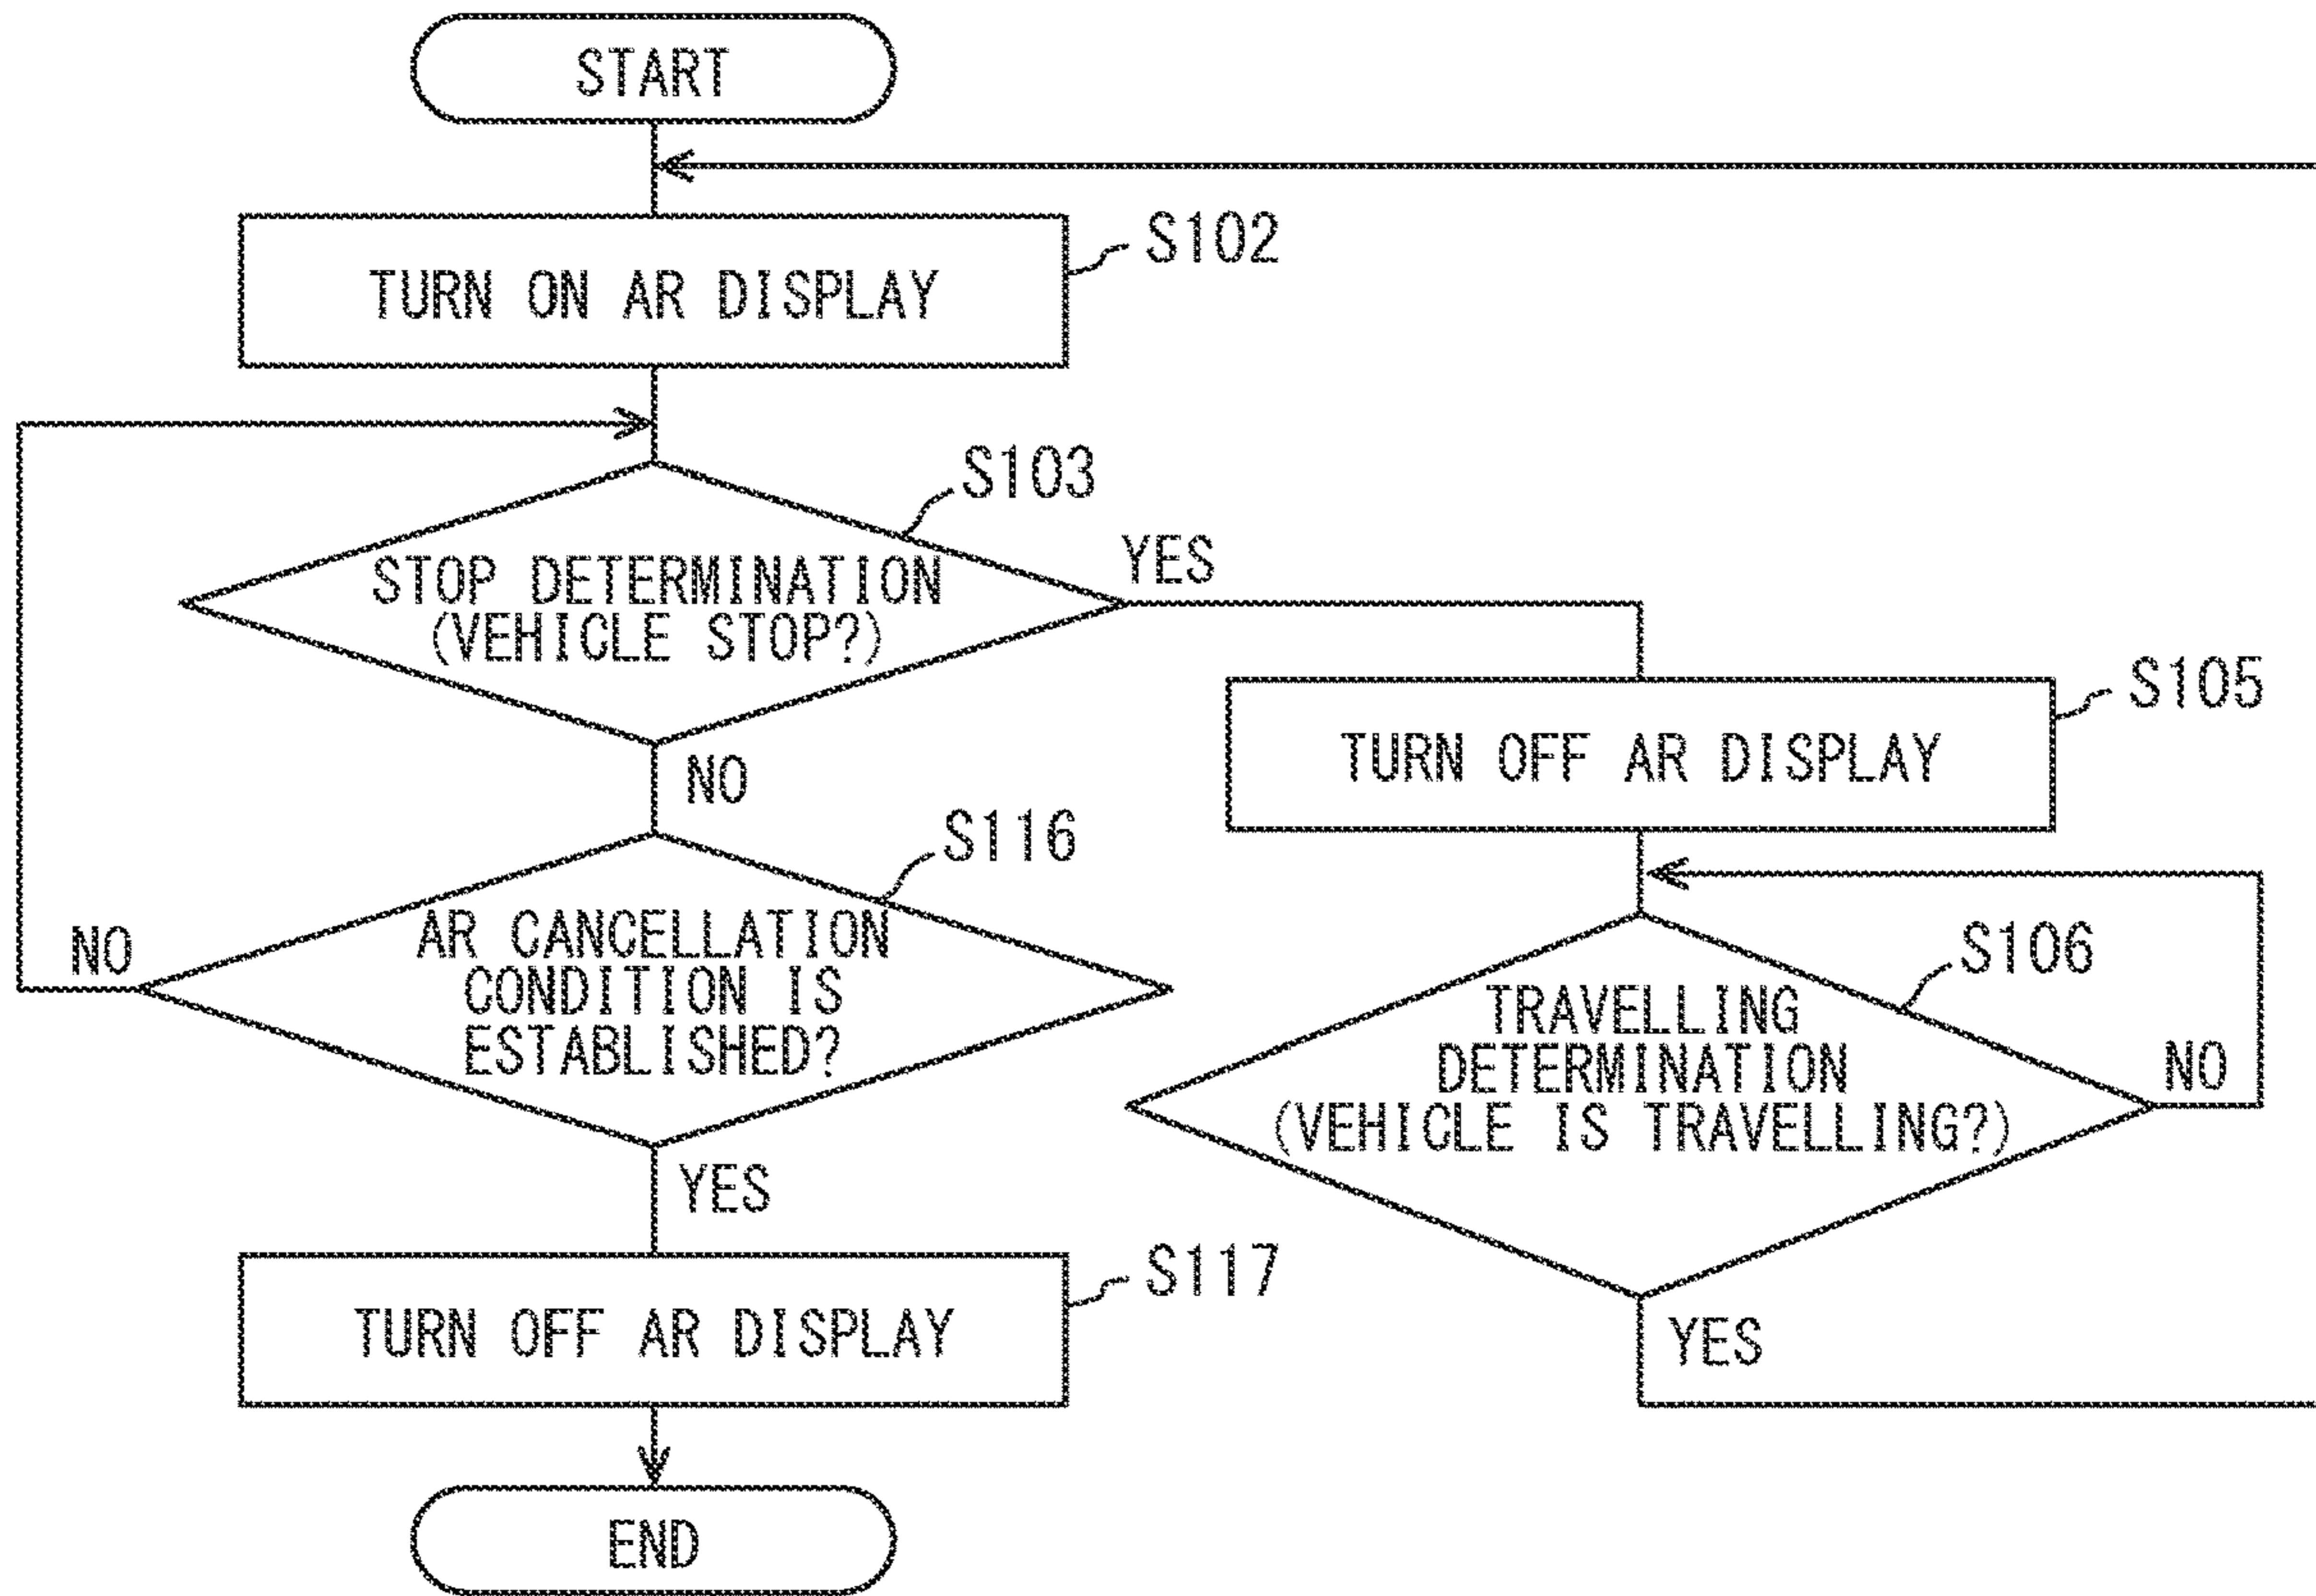 START
S102
TURN ON AR DISPLAY
S103
STOP DETERMINATION
(VEHICLE STOP?)
YES
NO
S105
TURN OFF AR DISPLAY
S116
AR CANCELLATION
CONDITION IS
ESTABLISHED?
NO
YES
S106
TRAVELLING
DETERMINATION
(VEHICLE IS TRAVELLING?)
NO
YES
S117
TURN OFF AR DISPLAY
END